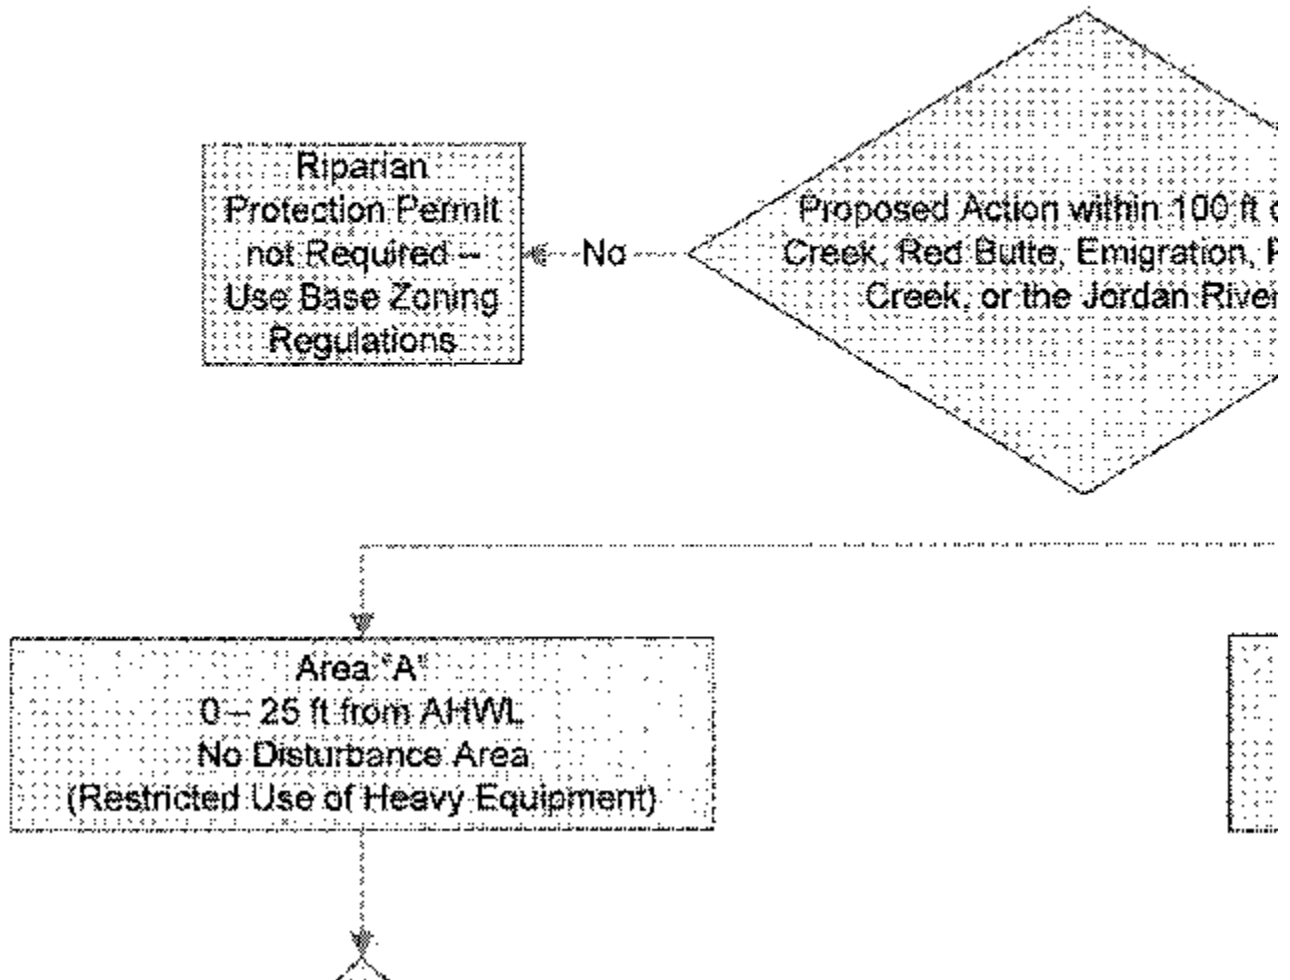 Riparian
Protection Permit
not Required –
Use Base Zoning
Regulations
No
Proposed Action within 100 ft
Creek, Red Butte, Emigration,
Creek, or the Jordan River
Area "A"
0 – 25 ft from AHWL
No Disturbance Area
(Restricted Use of Heavy Equipment)